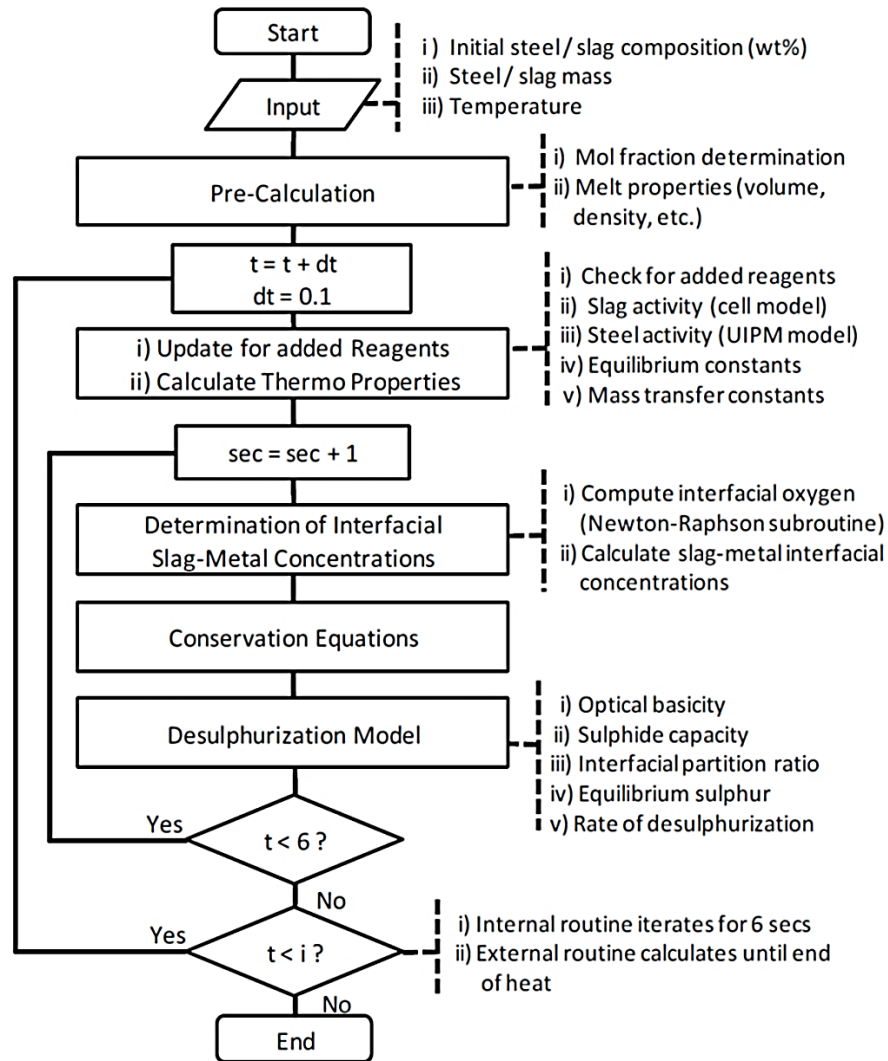 Start
i ) Initial steel / slag composition (wt%)
ii) Steel / slag mass
iii) Temperature
Input
Pre-Calculation
i) Mol fraction determination
ii) Melt properties (volume,
density, etc.)
t = t + dt
dt = 0.1
i) Update for added Reagents
ii) Calculate Thermo Properties
i) Check for added reagents
ii) Slag activity (cell model)
iii) Steel activity (UIPM model)
iv) Equilibrium constants
v) Mass transfer constants
sec = sec + 1
Determination of Interfacial
Slag-Metal Concentrations
i) Compute interfacial oxygen
(Newton-Raphson subroutine)
ii) Calculate slag-metal interfacial
concentrations
Conservation Equations
Desulphurization Model
i) Optical basicity
ii) Sulphide capacity
iii) Interfacial partition ratio
iv) Equilibrium sulphur
v) Rate of desulphurization
Yes
t < 6 ?
No
Yes
t < i ?
i) Internal routine iterates for 6 secs
ii) External routine calculates until end
of heat
No
End